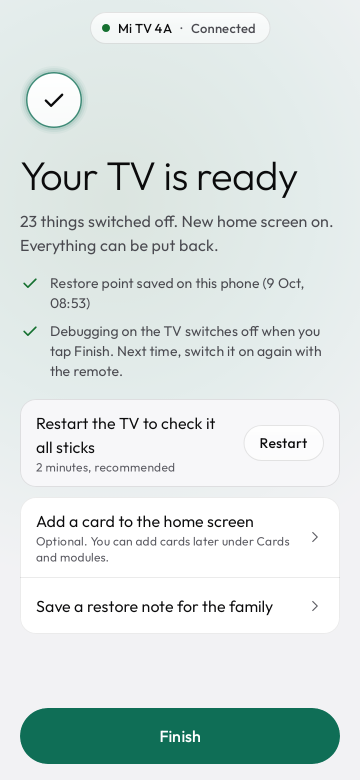 Mi TV 4A · Connected
Your TV is ready
23 things switched off. New home screen on.
Everything can be put back.
Restore point saved on this phone (9 Oct,
08:53)
Debugging on the TV switches off when you
tap Finish. Next time, switch it on again with
the remote.
Restart the TV to check it
all sticks
2 minutes, recommended
Restart
Add a card to the home screen
Optional. You can add cards later under Cards
and modules.
Save a restore note for the family
Finish